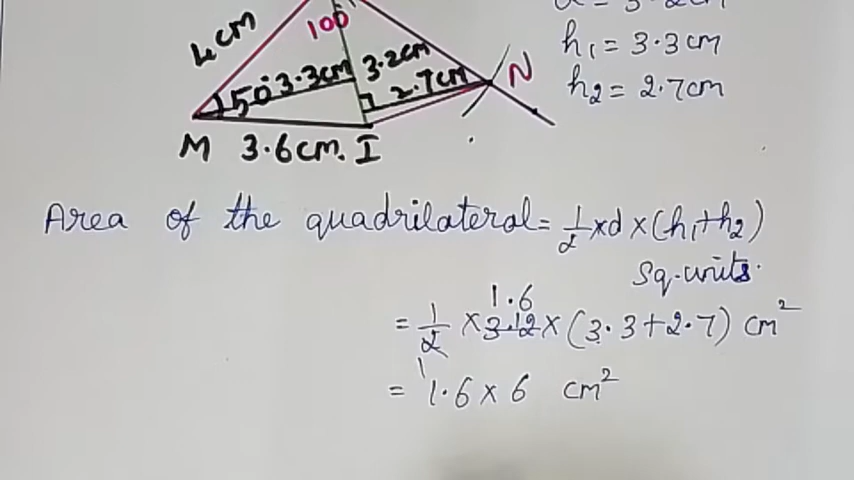 100
4cm
50° 3.3cm
3.2cm
2.7cm
N
M 3.6cm. I
h₁ = 3.3cm
h₂ = 2.7cm
Area of the quadrilateral = 1/2 × d × (h₁+h₂)
Sq.units.
1.6
= 1/2 × 3.2 × (3.3+2.7) cm²
1
= 1.6 × 6 cm²